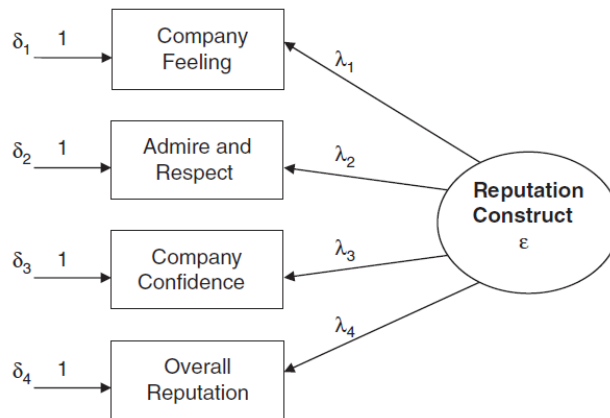 δ1 1
Company
Feeling
λ1
δ2 1
Admire and
Respect
λ2
Reputation
Construct
ε
δ3 1
Company
Confidence
λ3
λ4
δ4 1
Overall
Reputation